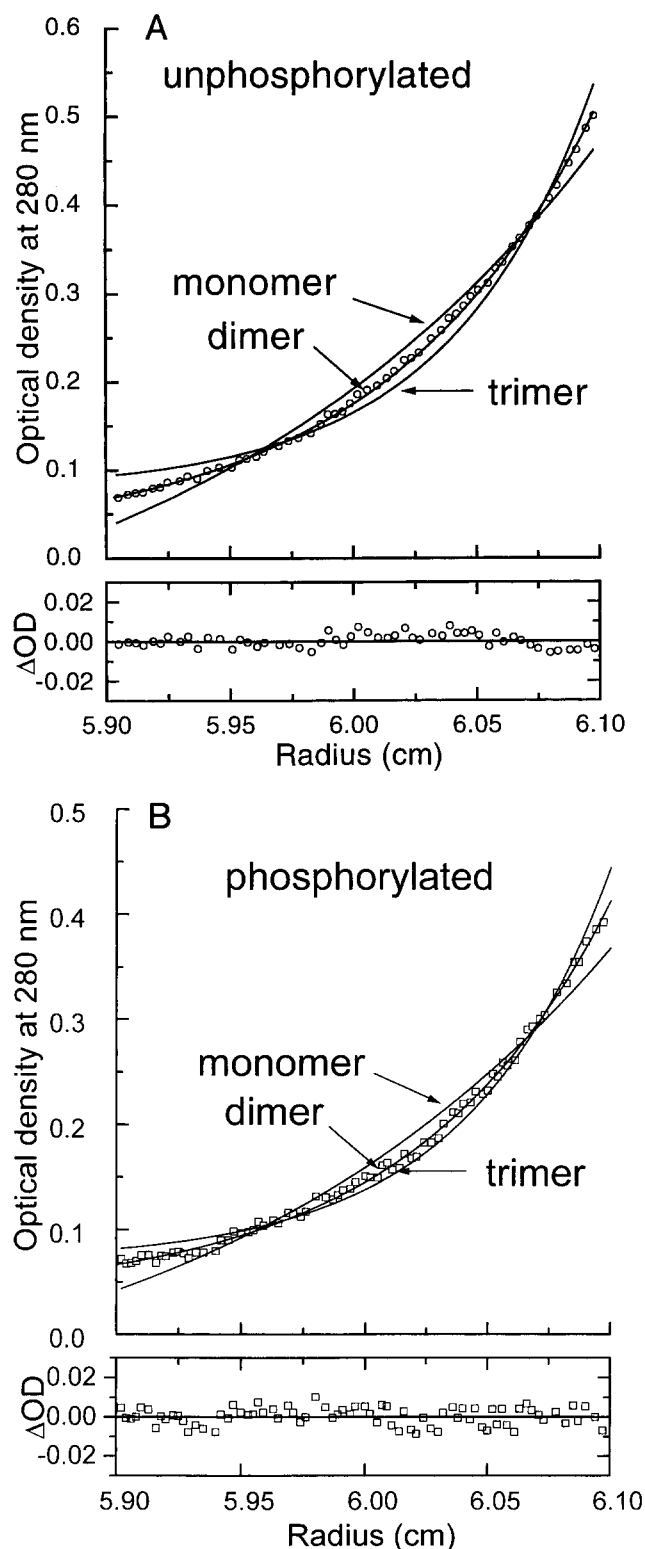 A
unphosphorylated
Optical density at 280 nm
0.6
0.5
0.4
0.3
0.2
0.1
0.0
monomer
dimer
trimer
ΔOD
0.02
0.00
-0.02
5.90 5.95 6.00 6.05 6.10
Radius (cm)
B
phosphorylated
Optical density at 280 nm
0.5
0.4
0.3
0.2
0.1
0.0
monomer
dimer
trimer
ΔOD
0.02
0.00
-0.02
5.90 5.95 6.00 6.05 6.10
Radius (cm)